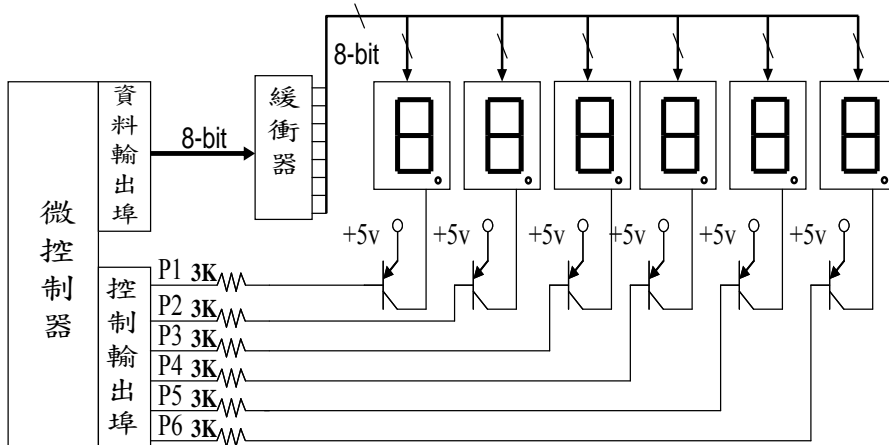 8-bit
微控制器
資料輸出埠
8-bit
緩衝器
+5v
+5v
+5v
+5v
+5v
+5v
控制輸出埠
P1 3K
P2 3K
P3 3K
P4 3K
P5 3K
P6 3K